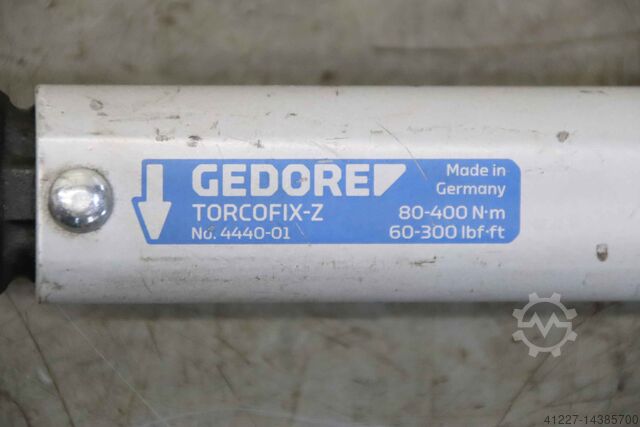 GEDORE
Made in
Germany
TORCOFIX-Z
80-400 N·m
No. 4440-01
60-300 lbf·ft
41227-14385700